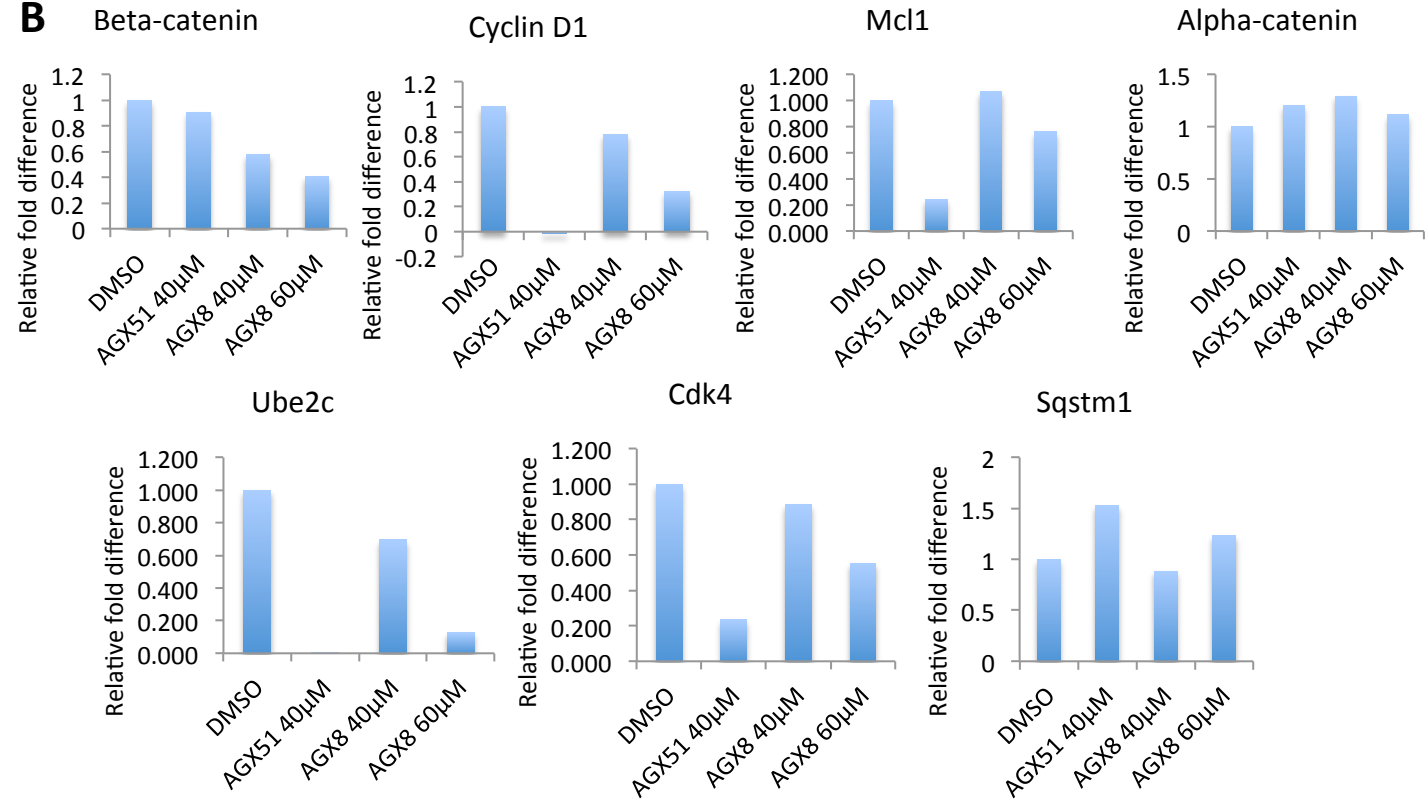 B
Beta-catenin
Relative fold difference
1.2
1
0.8
0.6
0.4
0.2
0
DMSO
AGX51 40µM
AGX8 40µM
AGX8 60µM
Cyclin D1
Relative fold difference
1.2
1
0.8
0.6
0.4
0.2
0
-0.2
DMSO
AGX51 40µM
AGX8 40µM
AGX8 60µM
Mcl1
Relative fold difference
1.200
1.000
0.800
0.600
0.400
0.200
0.000
DMSO
AGX51 40µM
AGX8 40µM
AGX8 60µM
Alpha-catenin
Relative fold difference
1.5
1
0.5
0
DMSO
AGX51 40µM
AGX8 40µM
AGX8 60µM
Ube2c
Relative fold difference
1.200
1.000
0.800
0.600
0.400
0.200
0.000
DMSO
AGX51 40µM
AGX8 40µM
AGX8 60µM
Cdk4
Relative fold difference
1.200
1.000
0.800
0.600
0.400
0.200
0.000
DMSO
AGX51 40µM
AGX8 40µM
AGX8 60µM
Sqstm1
Relative fold difference
2
1.5
1
0.5
0
DMSO
AGX51 40µM
AGX8 40µM
AGX8 60µM